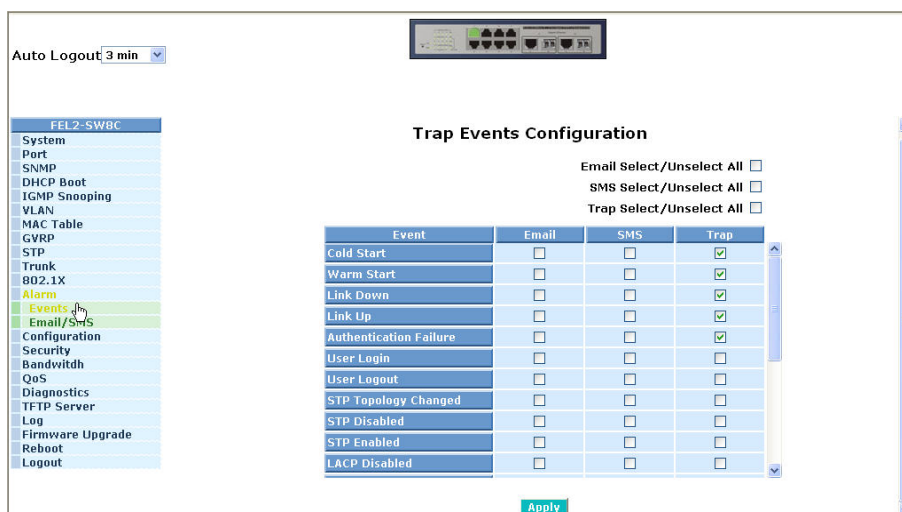 Auto Logout 3 min
FEL2-SW8C
System
Port
SNMP
DHCP Boot
IGMP Snooping
VLAN
MAC Table
GVRP
STP
Trunk
802.1X
Alarm
Events
Email/SMS
Configuration
Security
Bandwitdh
QoS
Diagnostics
TFTP Server
Log
Firmware Upgrade
Reboot
Logout
Trap Events Configuration
Email Select/Unselect All
SMS Select/Unselect All
Trap Select/Unselect All
Event Email SMS Trap
Cold Start
Warm Start
Link Down
Link Up
Authentication Failure
User Login
User Logout
STP Topology Changed
STP Disabled
STP Enabled
LACP Disabled
Apply